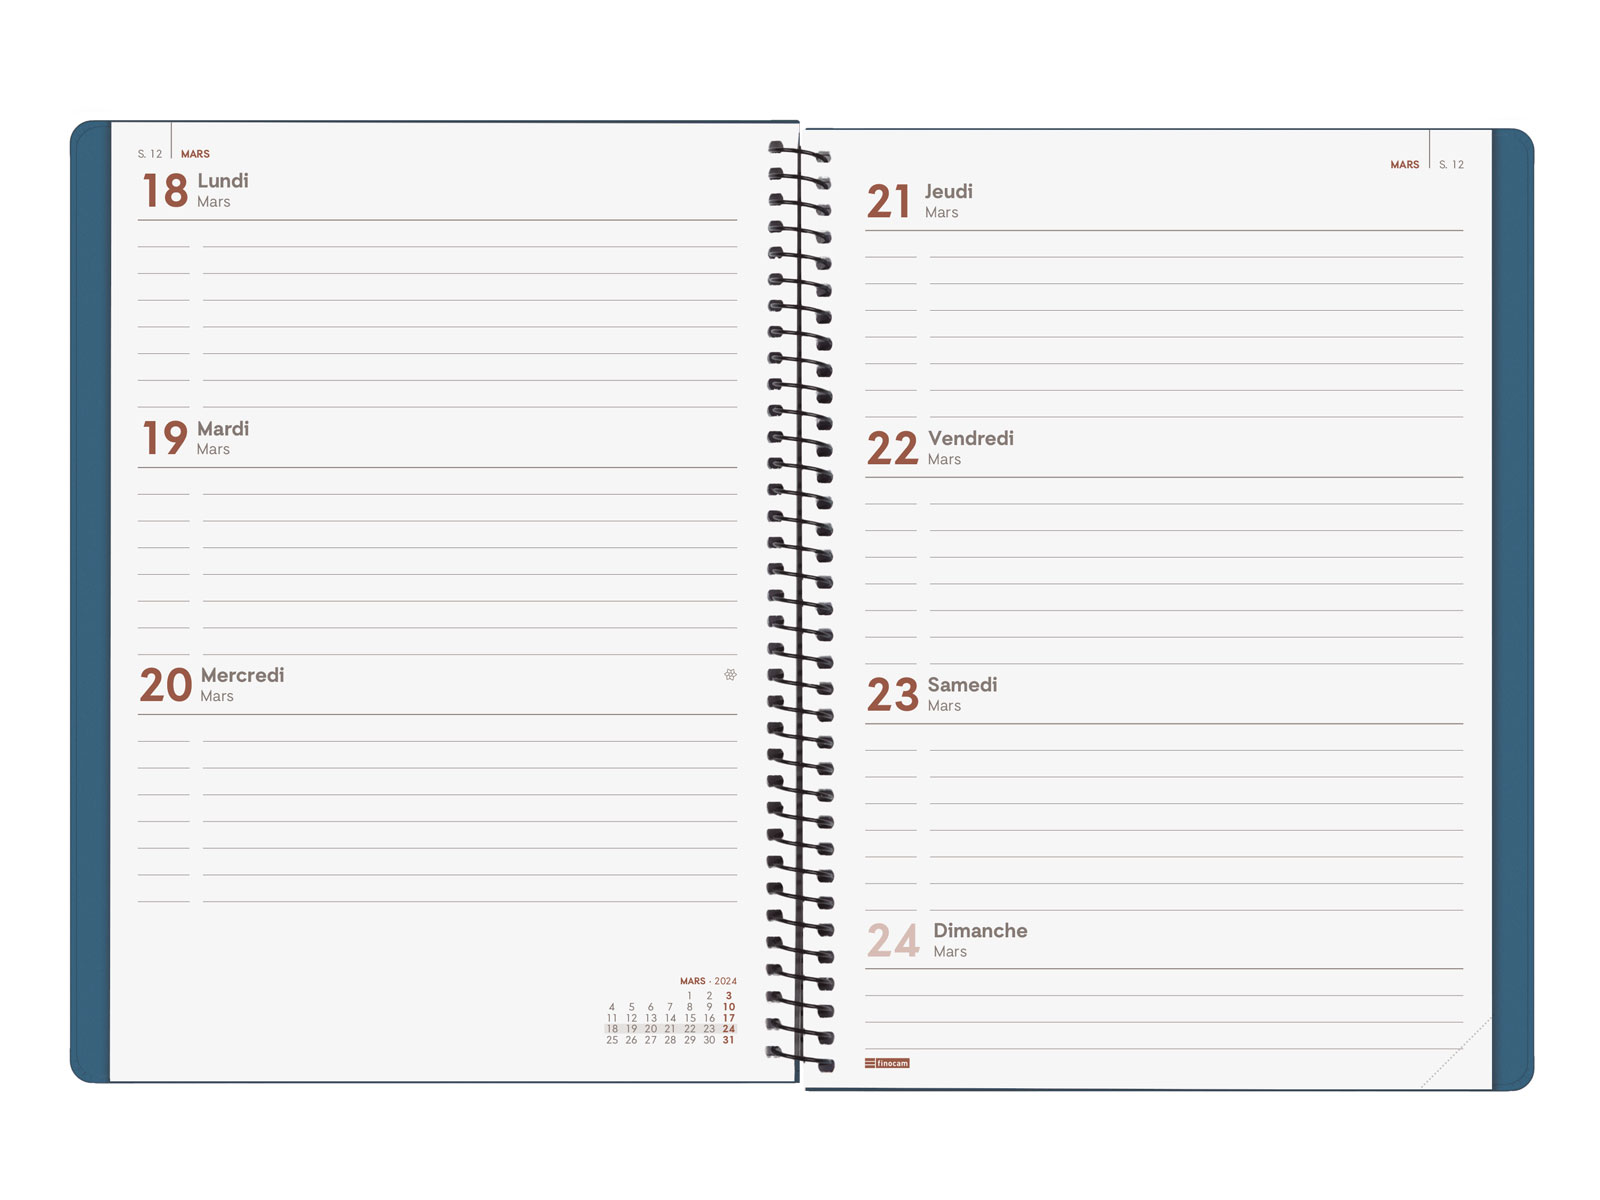 S. 12 MARS
18 Lundi
Mars
19 Mardi
Mars
20 Mercredi
Mars
MARS · 2024
1 2 3
4 5 6 7 8 9 10
11 12 13 14 15 16 17
18 19 20 21 22 23 24
25 26 27 28 29 30 31
MARS S. 12
21 Jeudi
Mars
22 Vendredi
Mars
23 Samedi
Mars
24 Dimanche
Mars
finocam